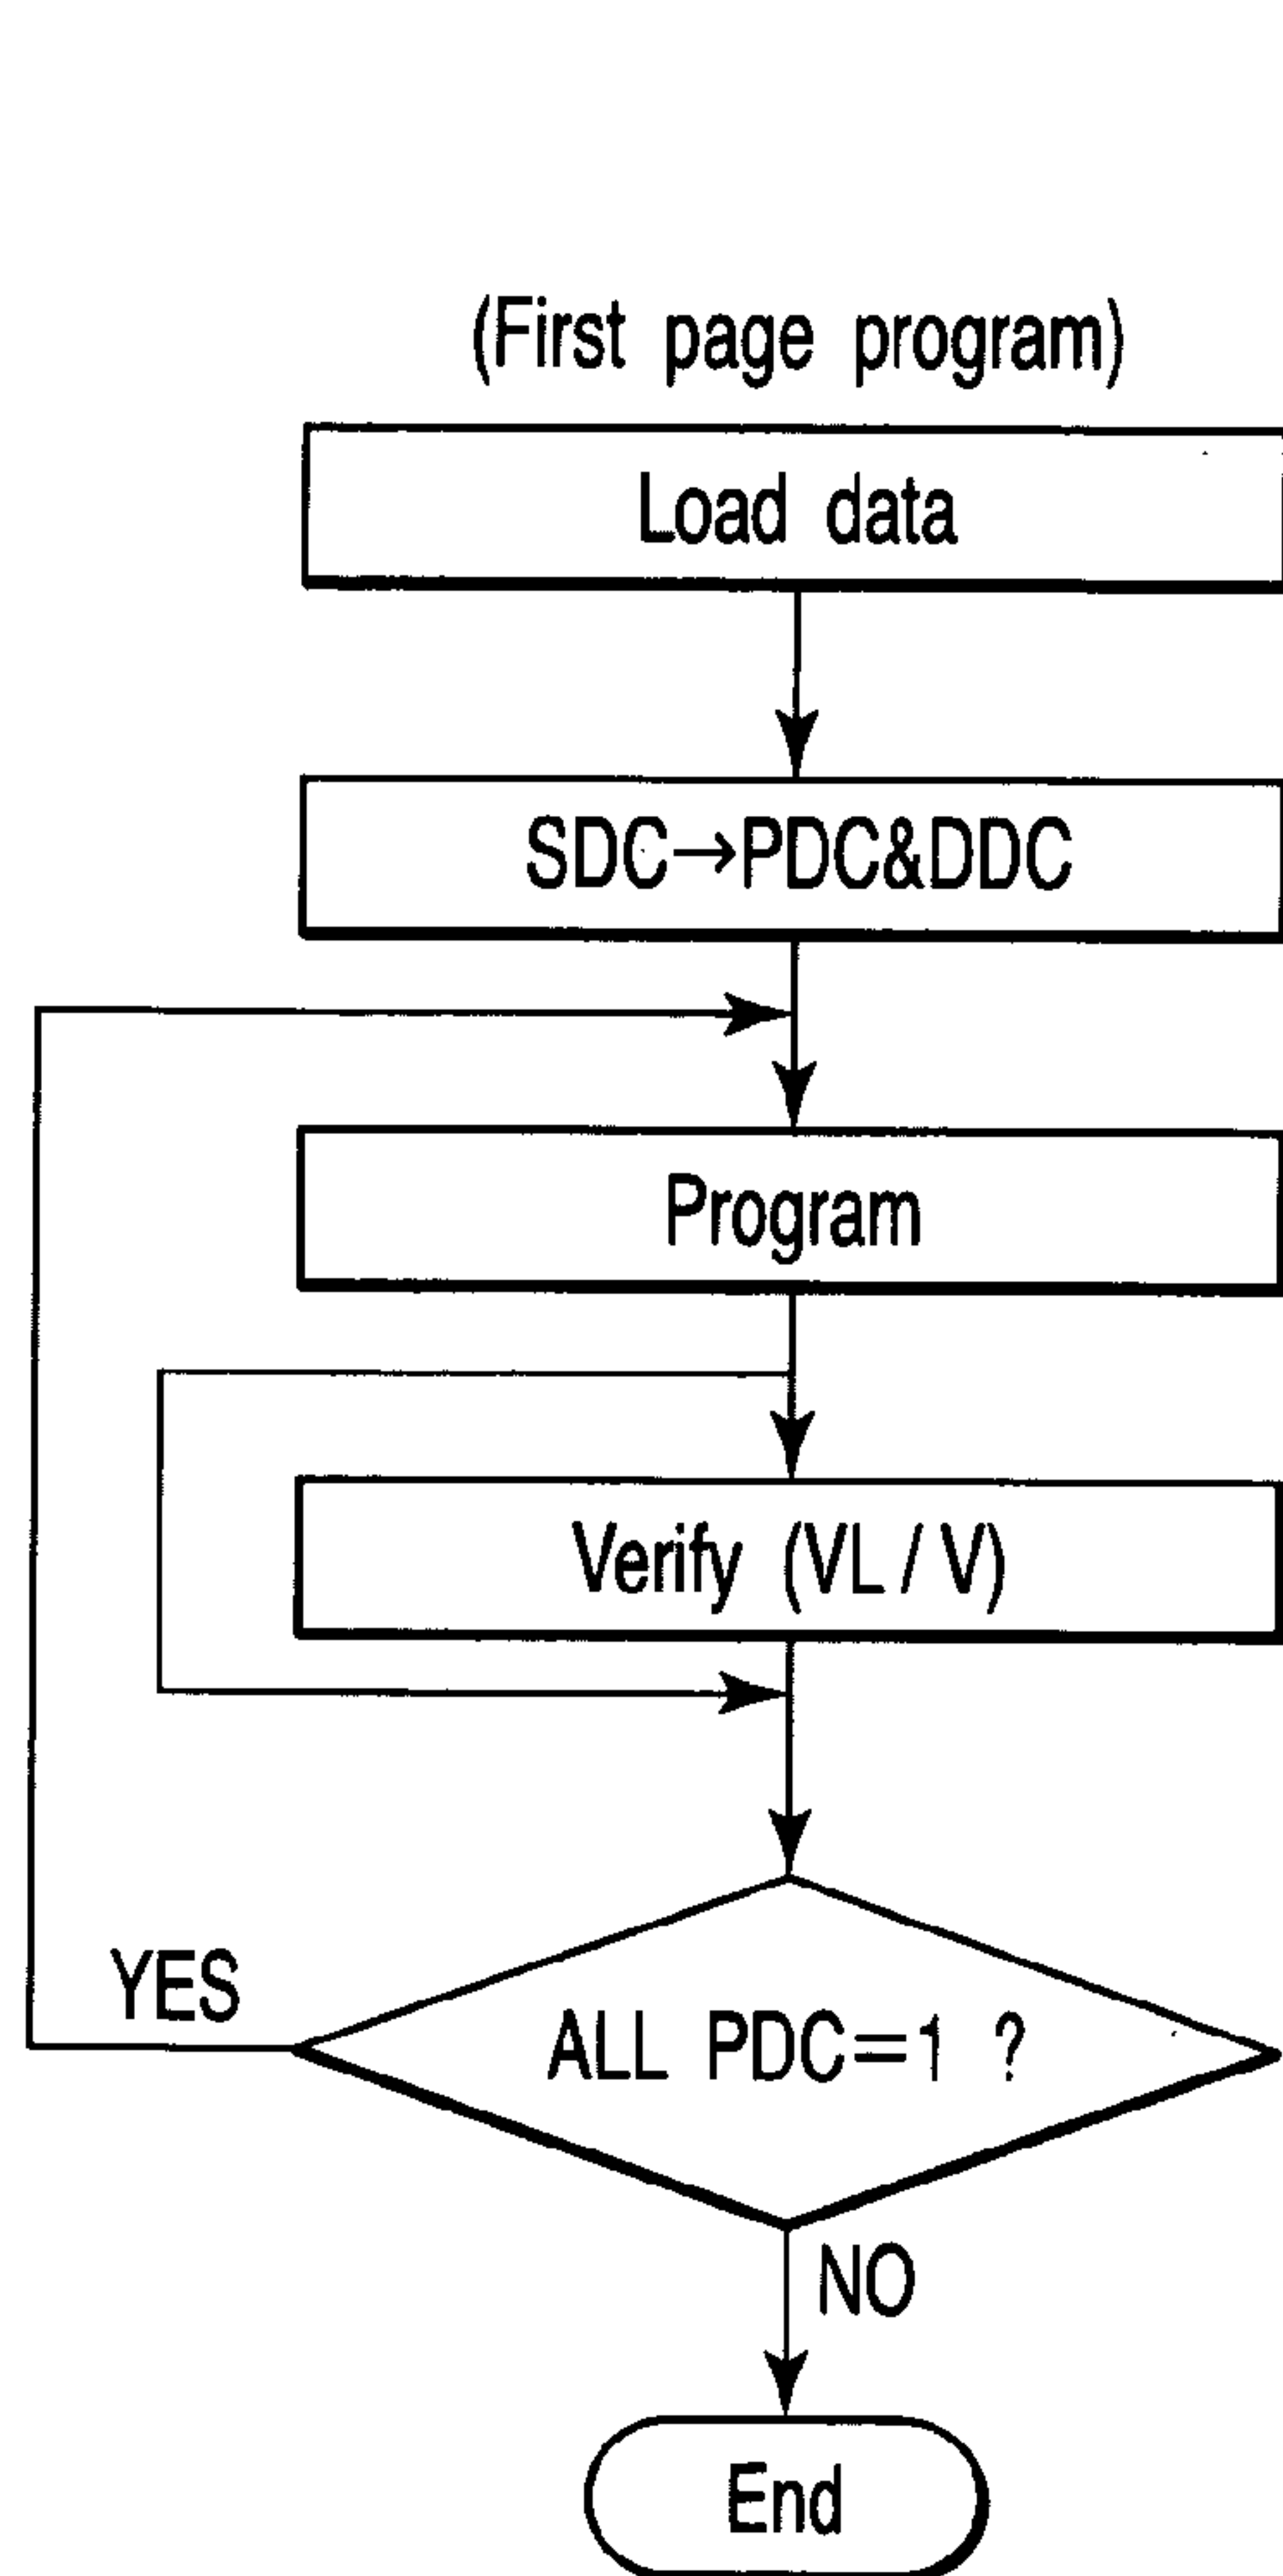 (First page program)
Load data
SDC→PDC&DDC
Program
Verify (VL / V)
YES
ALL PDC=1 ?
NO
End